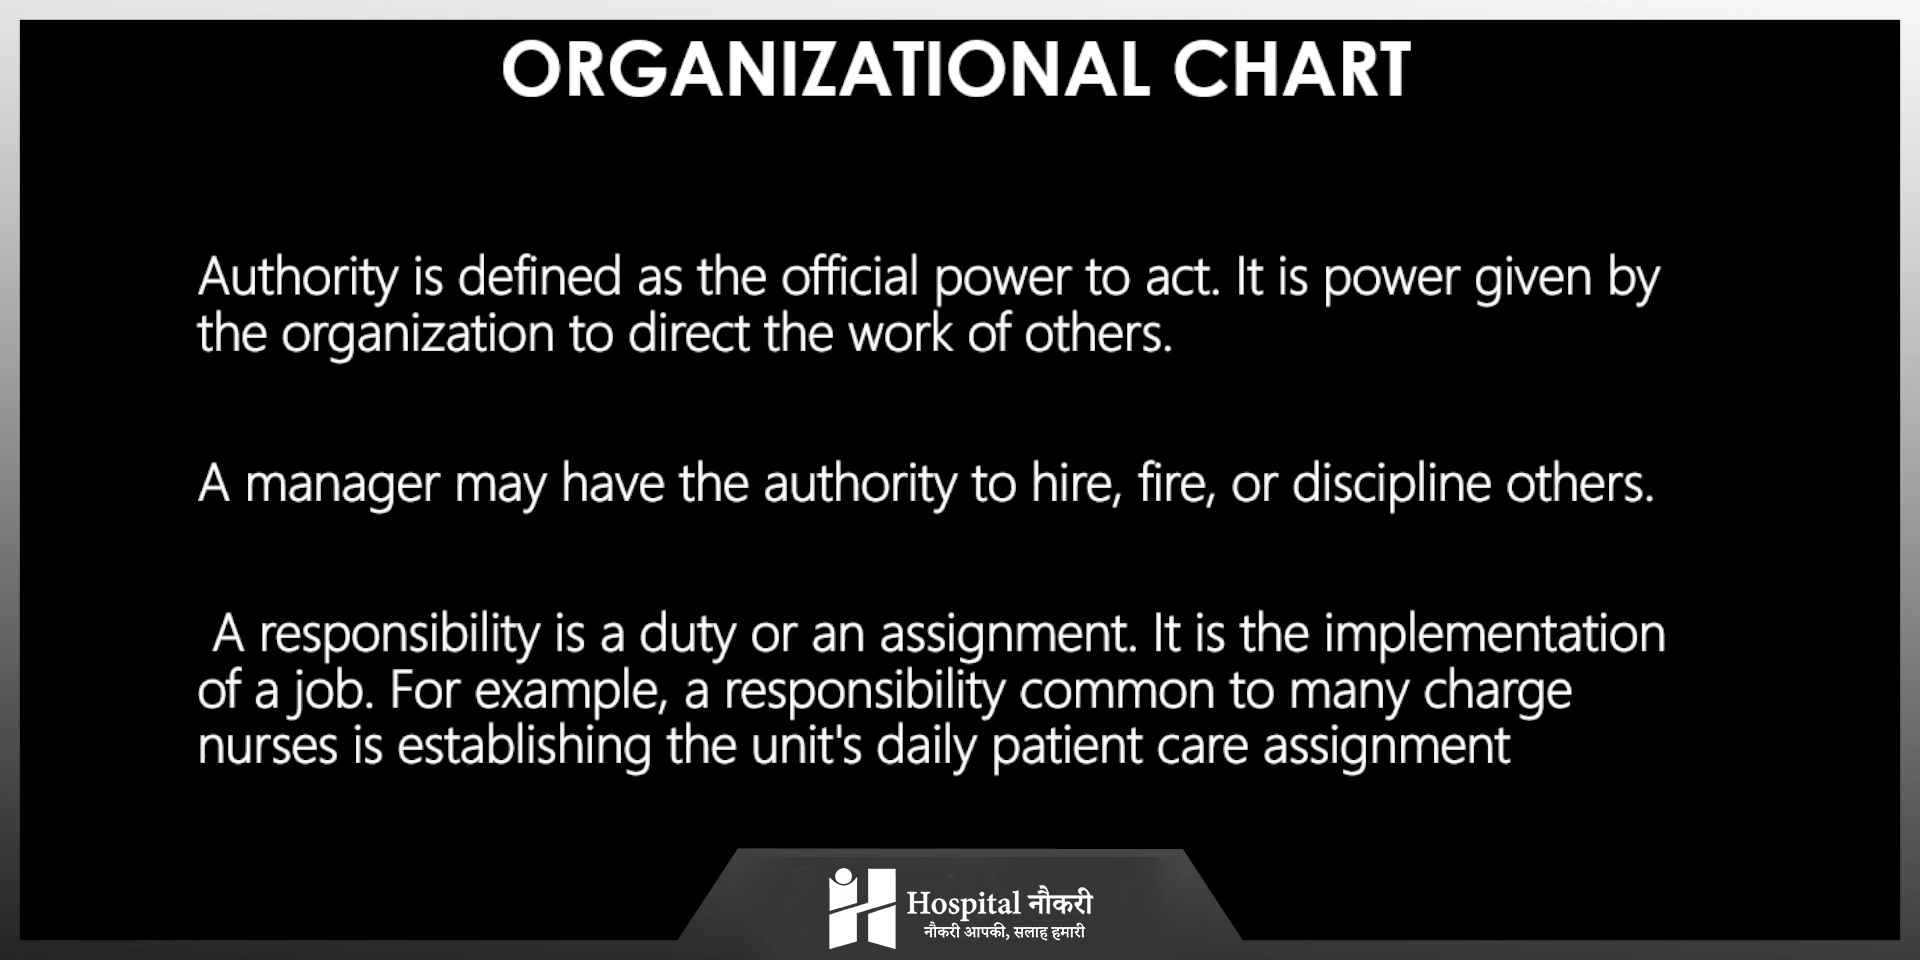 ORGANIZATIONAL CHART
Authority is defined as the official power to act. It is power given by
the organization to direct the work of others.
A manager may have the authority to hire, fire, or discipline others.
A responsibility is a duty or an assignment. It is the implementation
of a job. For example, a responsibility common to many charge
nurses is establishing the unit's daily patient care assignment
Hospital नौकरी
नौकरी आपकी, सलाह हमारी